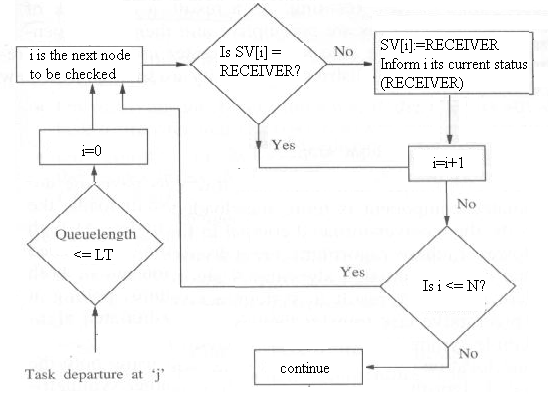 i is the next node
to be checked
Is SV[i] =
RECEIVER?
No
SV[i]:=RECEIVER
Inform i its current status
(RECEIVER)
Yes
i=0
i=i+1
No
Queuelength
<= LT
Yes
Is i <= N?
No
continue
Task departure at 'j'